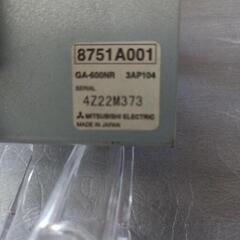 8751A001
GA-600NR 3AP104
SERIAL
4Z22M373
MITSUBISHI ELECTRIC
MADE IN JAPAN